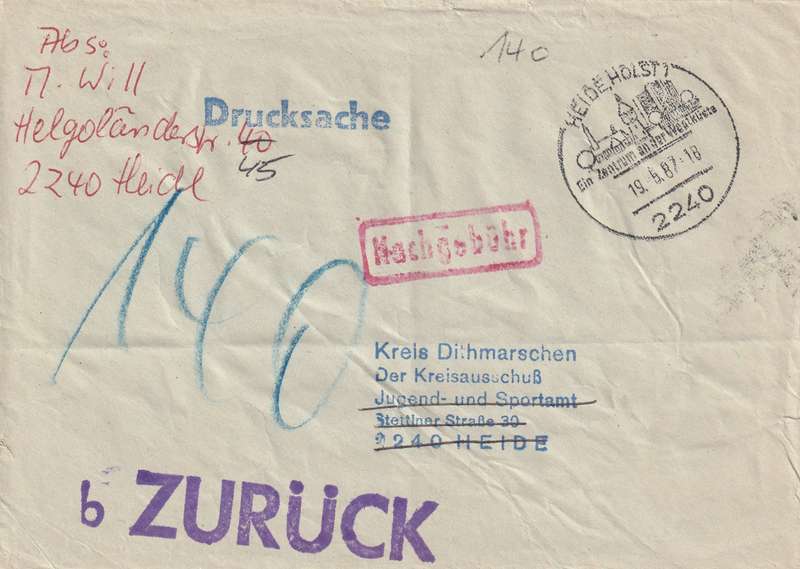 Abs:
M. Will
Helgoländerstr. 40
45
2240 Heide
Drucksache
140
HEIDE, HOLST 1
Ein Zentrum an der Westküste
19.-5.87-18
2240
Nachgebühr
140
Kreis Dithmarschen
Der Kreisausschuß
Jugend- und Sportamt
Stettiner Straße 30
2240 HEIDE
b ZURÜCK